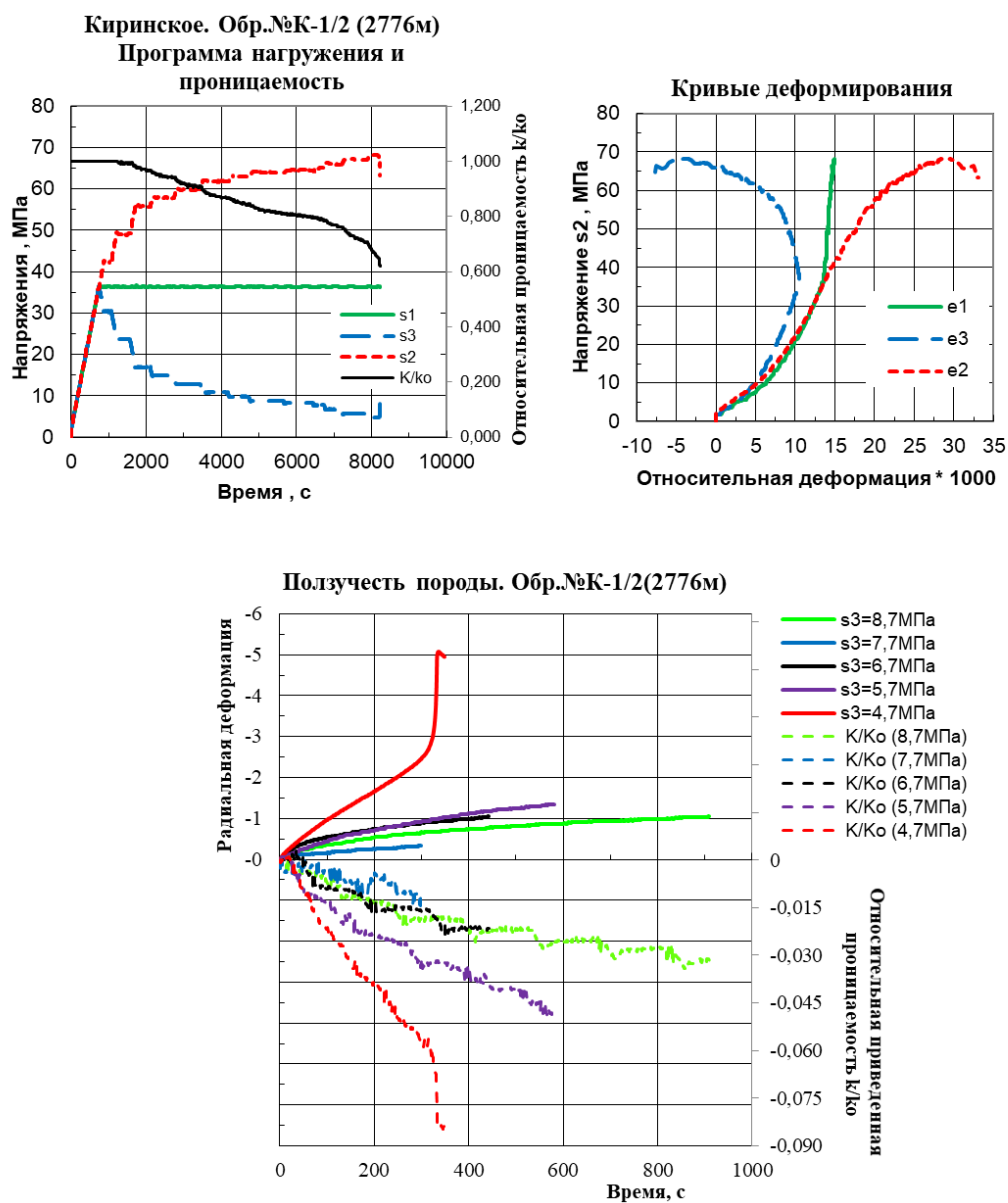 Киринское. Обр.№К-1/2 (2776м)
Программа нагружения и
проницаемость
80
70
60
50
40
30
20
10
0
Напряжения , МПа
1,200
1,000
0,800
0,600
0,400
0,200
0,000
Относительная проницаемость k/ko
s1
s3
s2
K/ko
0 2000 4000 6000 8000 10000
Время , с
Кривые деформирования
80
70
60
50
40
30
20
10
0
Напряжение s2 , МПа
e1
e3
e2
-10 -5 0 5 10 15 20 25 30 35
Относительная деформация * 1000
Ползучесть породы. Обр.№К-1/2(2776м)
-6
-5
-4
-3
-2
-1
-0
Радиальная деформация
s3=8,7МПа
s3=7,7МПа
s3=6,7МПа
s3=5,7МПа
s3=4,7МПа
K/Ko (8,7МПа)
K/Ko (7,7МПа)
K/Ko (6,7МПа)
K/Ko (5,7МПа)
K/Ko (4,7МПа)
0
-0,015
-0,030
-0,045
-0,060
-0,075
-0,090
Относительная приведенная
проницаемость k/ko
0 200 400 600 800 1000
Время, с